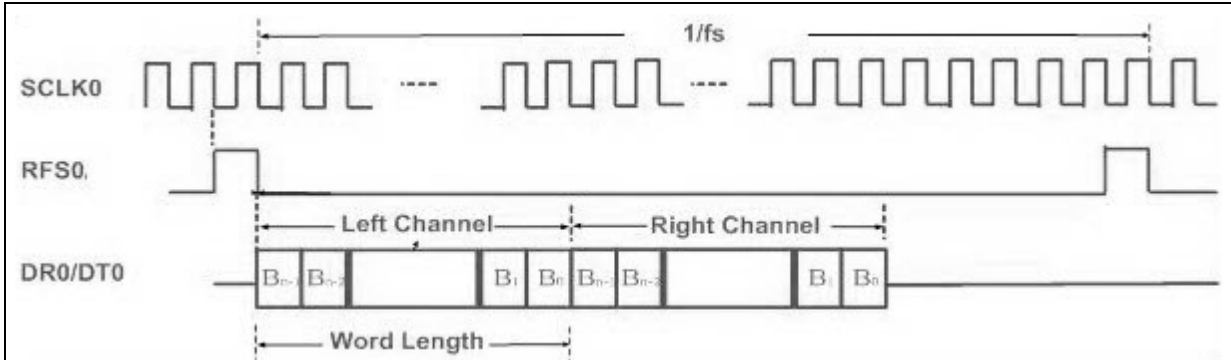 1/fs
SCLK0
RFS0.
Left Channel Right Channel
DR0/DT0 Bn-1 Bn-2 B1 B0 Bn-1 Bn-2 B1 B0
Word Length